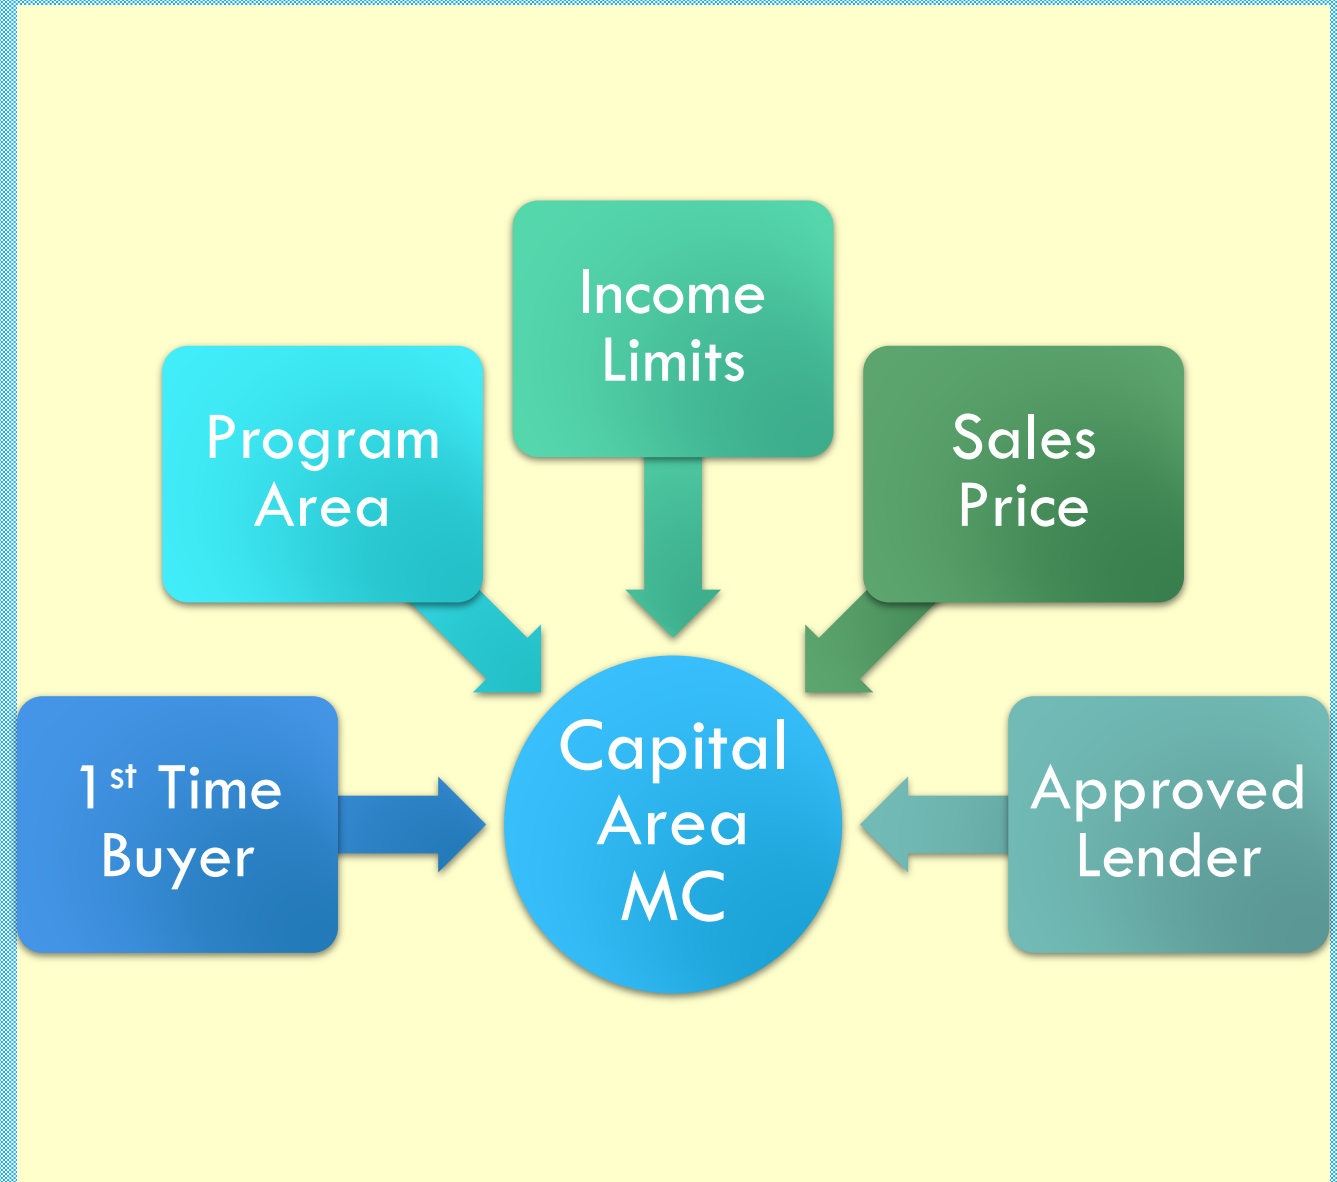 Income
Limits
Program
Area
Sales
Price
1st Time
Buyer
Capital
Area
MC
Approved
Lender